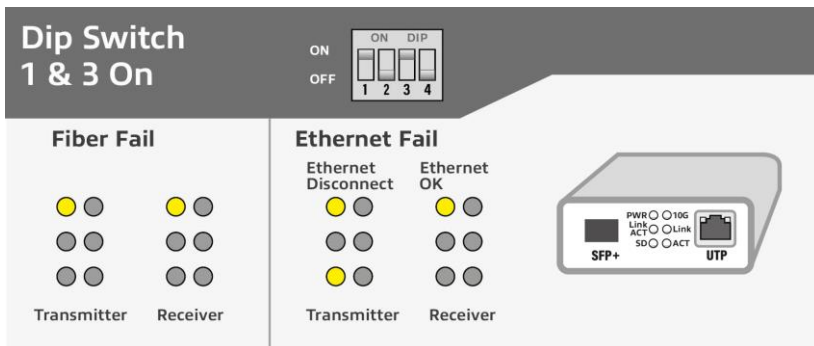 Dip Switch
1 & 3 On
ON
OFF
ON DIP
1 2 3 4
Fiber Fail
Transmitter Receiver
Ethernet Fail
Ethernet
Disconnect
Ethernet
OK
Transmitter Receiver
SFP+
PWR 10G
Link
ACT Link
SD ACT
UTP